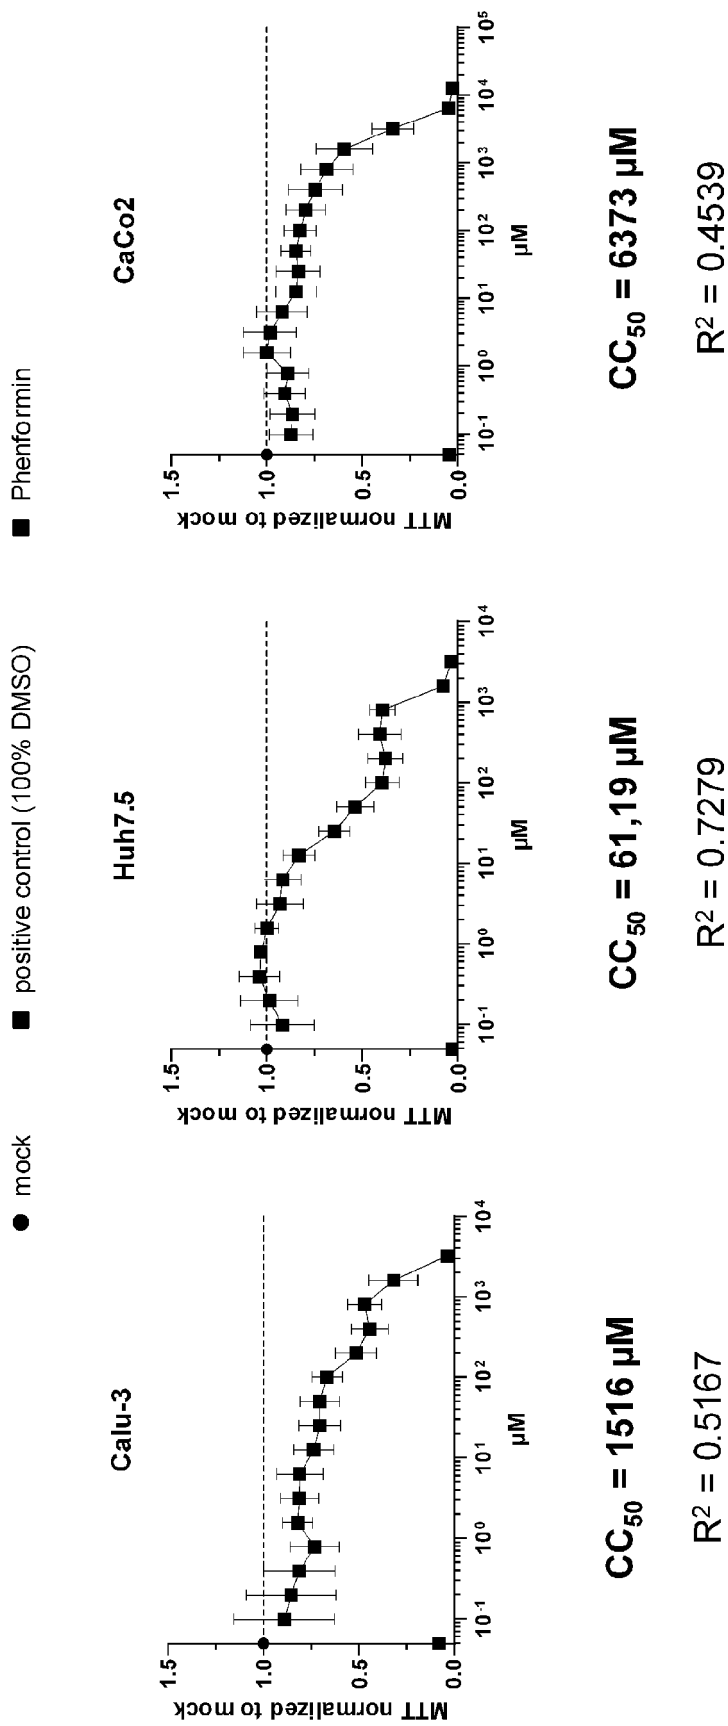 ● mock ■ positive control (100% DMSO) ■ Phenformin
Calu-3
MTT normalized to mock
1.5
1.0
0.5
0.0
10⁻¹ 10⁰ 10¹ 10² 10³ 10⁴
µM
CC₅₀ = 1516 µM
R² = 0.5167
Huh7.5
MTT normalized to mock
1.5
1.0
0.5
0.0
10⁻¹ 10⁰ 10¹ 10² 10³ 10⁴
µM
CC₅₀ = 61,19 µM
R² = 0.7279
CaCo2
MTT normalized to mock
1.5
1.0
0.5
0.0
10⁻¹ 10⁰ 10¹ 10² 10³ 10⁴ 10⁵
µM
CC₅₀ = 6373 µM
R² = 0.4539